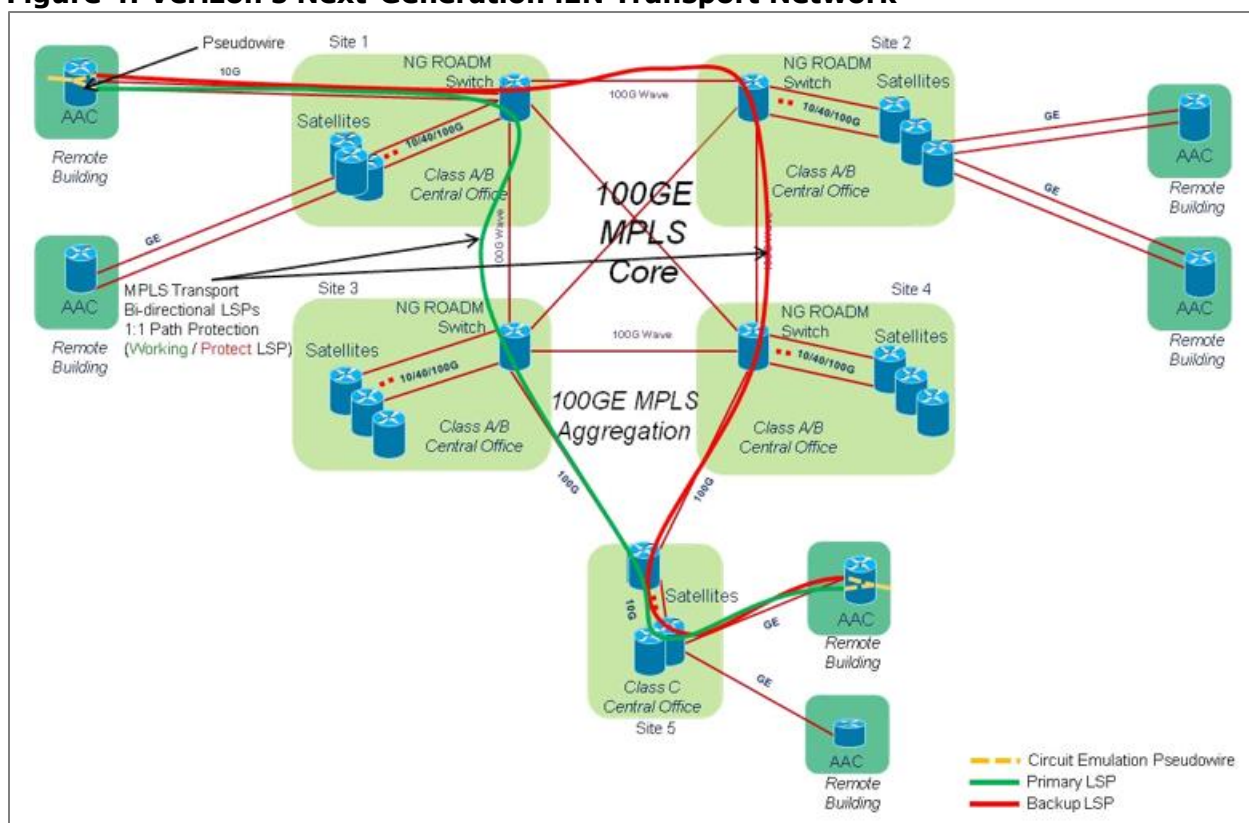 Figure 4: Verizon's Next-Generation IEN Transport Network
Pseudowire
Site 1
Site 2
NG ROADM
Switch
NG ROADM
Switch
10G
100G Wave
Satellites
Satellites
10/40/100G
10/40/100G
GE
AAC
AAC
Remote
Building
Remote
Building
Class A/B
Central Office
Class A/B
Central Office
100GE
MPLS
Core
100G Wave
GE
GE
AAC
AAC
Remote
Building
Remote
Building
MPLS Transport
Bi-directional LSPs
1:1 Path Protection
(Working / Protect LSP)
Site 3
Site 4
NG ROADM
Switch
NG ROADM
Switch
100G Wave
Satellites
Satellites
10/40/100G
10/40/100G
Class A/B
Central Office
Class A/B
Central Office
100GE MPLS
Aggregation
100G
100G
Satellites
10G
GE
AAC
Remote
Building
Class C
Central Office
Site 5
GE
AAC
Remote
Building
Circuit Emulation Pseudowire
Primary LSP
Backup LSP